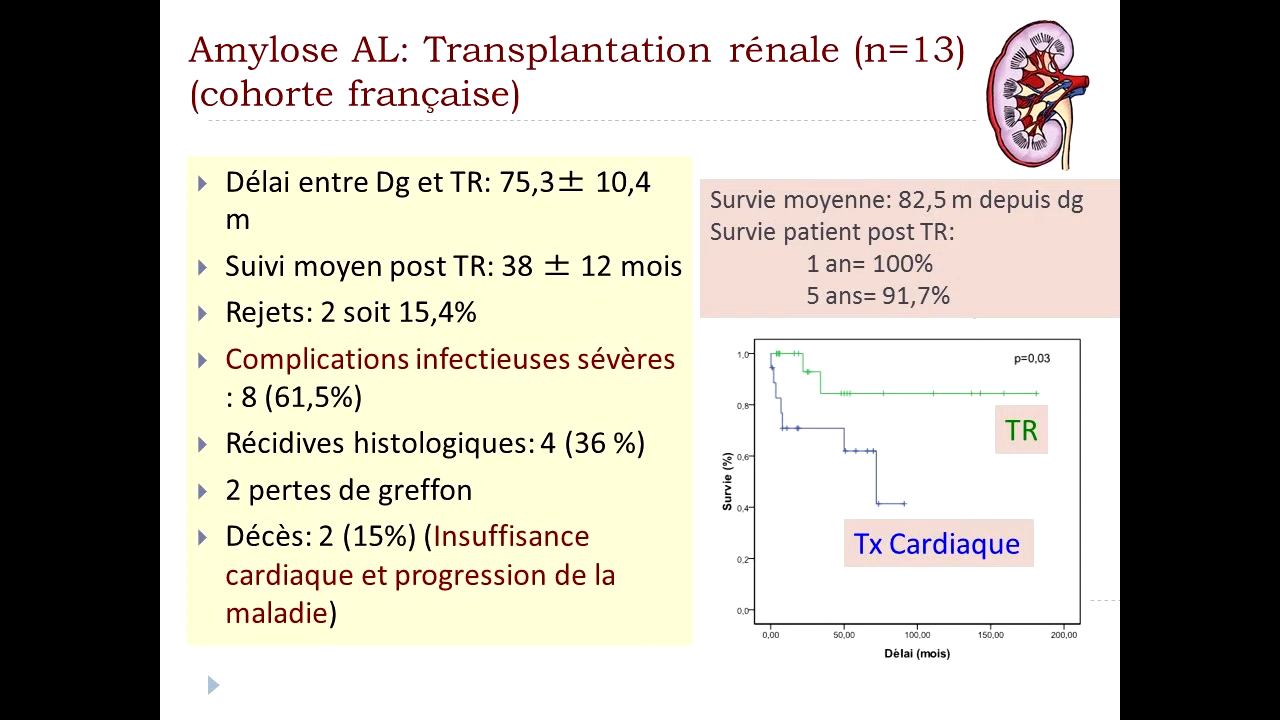 Amylose AL: Transplantation rénale (n=13)
(cohorte française)
Délai entre Dg et TR: 75,3± 10,4
m
Suivi moyen post TR: 38 ± 12 mois
Rejets: 2 soit 15,4%
Complications infectieuses sévères
: 8 (61,5%)
Récidives histologiques: 4 (36 %)
2 pertes de greffon
Décès: 2 (15%) (Insuffisance
cardiaque et progression de la
maladie)
Survie moyenne: 82,5 m depuis dg
Survie patient post TR:
1 an= 100%
5 ans= 91,7%
p=0,03
1,0
0,8
0,6
0,4
0,2
0,0
Survie (%)
TR
Tx Cardiaque
0,00 50,00 100,00 150,00 200,00
Délai (mois)